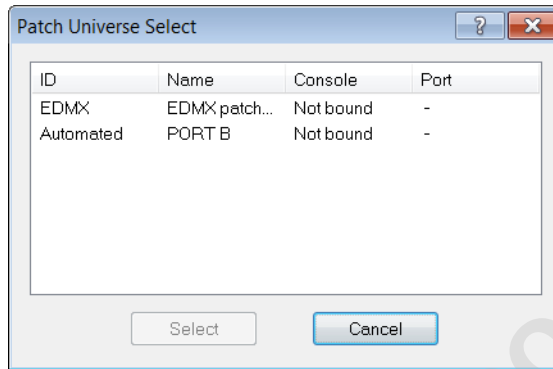 Patch Universe Select
ID Name Console Port
EDMX EDMX patch... Not bound -
Automated PORT B Not bound -
Select Cancel